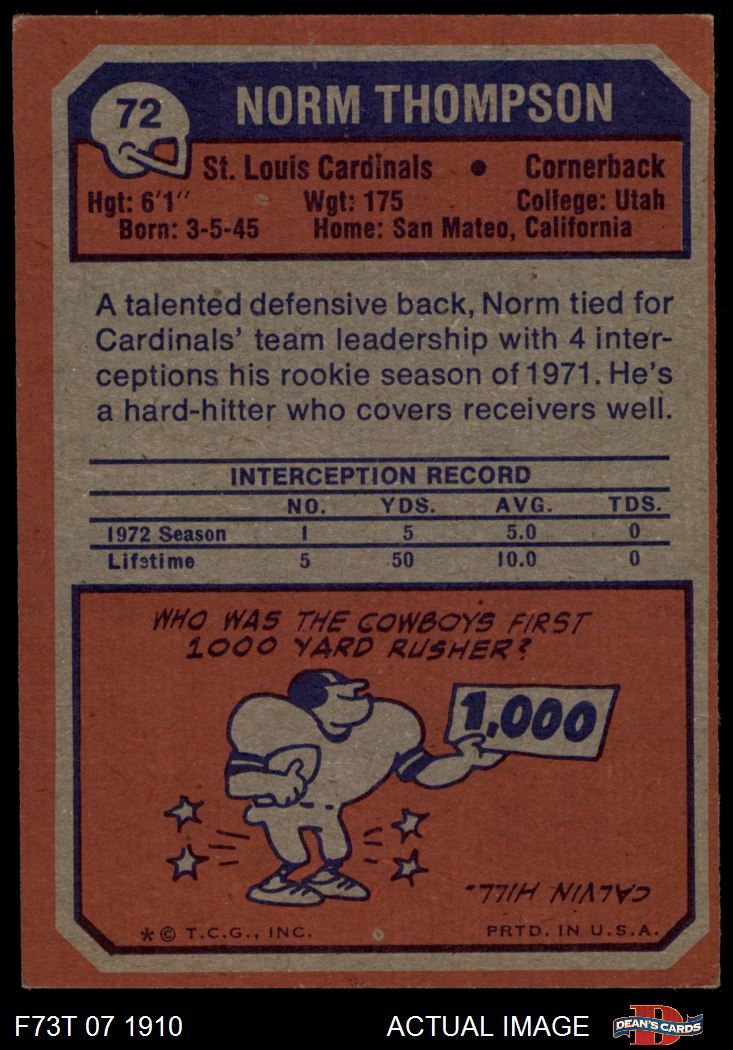 72
NORM THOMPSON
St. Louis Cardinals • Cornerback
Hgt: 6'1" Wgt: 175 College: Utah
Born: 3-5-45 Home: San Mateo, California
A talented defensive back, Norm tied for
Cardinals' team leadership with 4 inter-
ceptions his rookie season of 1971. He's
a hard-hitter who covers receivers well.
INTERCEPTION RECORD
NO. YDS. AVG. TDS.
1972 Season 1 5 5.0 0
Lifetime 5 50 10.0 0
WHO WAS THE COWBOYS FIRST
1000 YARD RUSHER?
1,000
CALVIN HILL.
* © T.C.G., INC. PRTD. IN U.S.A.
F73T 07 1910 ACTUAL IMAGE D DEAN'S CARDS